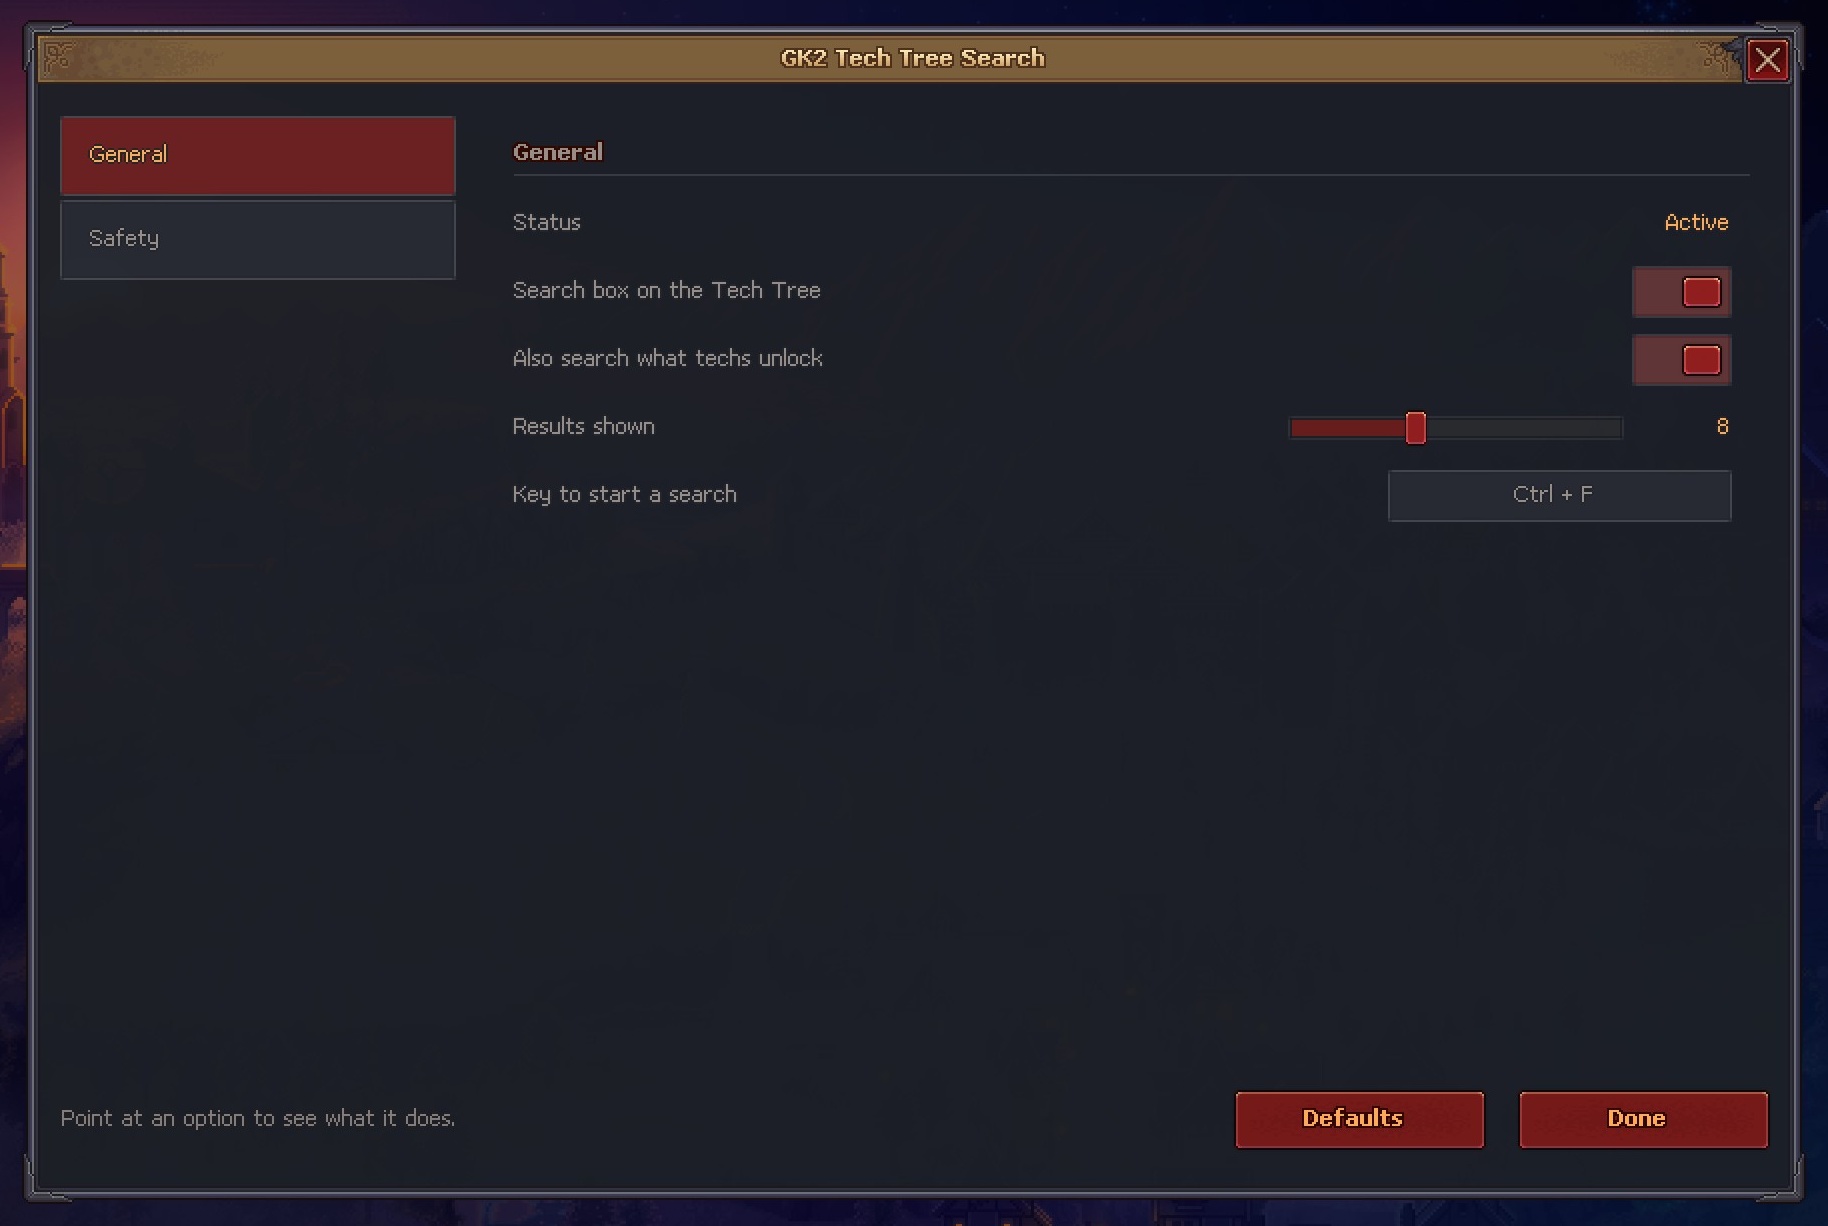 GK2 Tech Tree Search
General
Safety
General
Status
Active
Search box on the Tech Tree
Also search what techs unlock
Results shown
8
Key to start a search
Ctrl + F
Point at an option to see what it does.
Defaults
Done